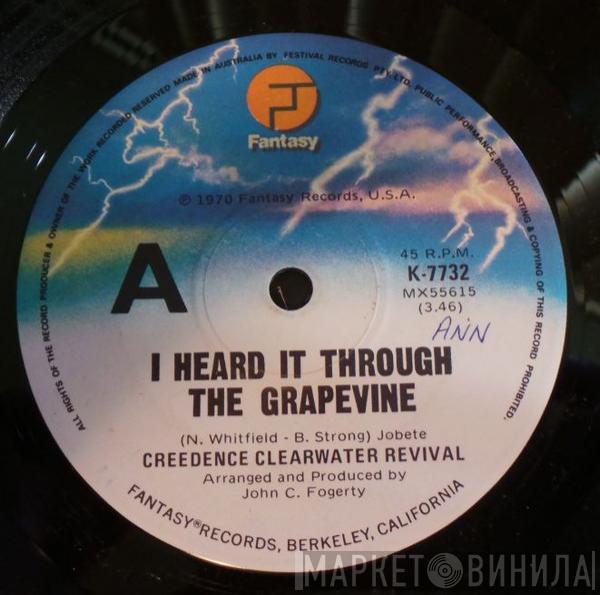 ALL RIGHTS OF THE RECORD PRODUCER & OWNER OF THE WORK RECORDED RESERVED MADE IN AUSTRALIA BY FESTIVAL RECORDS PTY. LTD. PUBLIC PERFORMANCE, BROADCASTING & COPYING OF THIS RECORD PROHIBITED.
Fantasy
℗ 1970 Fantasy Records, U.S.A.
A
45 R.P.M.
K-7732
MX55615
(3.46)
ANN
I HEARD IT THROUGH
THE GRAPEVINE
(N. Whitfield - B. Strong) Jobete
CREEDENCE CLEARWATER REVIVAL
Arranged and Produced by
John C. Fogerty
FANTASY® RECORDS, BERKELEY, CALIFORNIA
МАРКЕТ ВИНИЛА